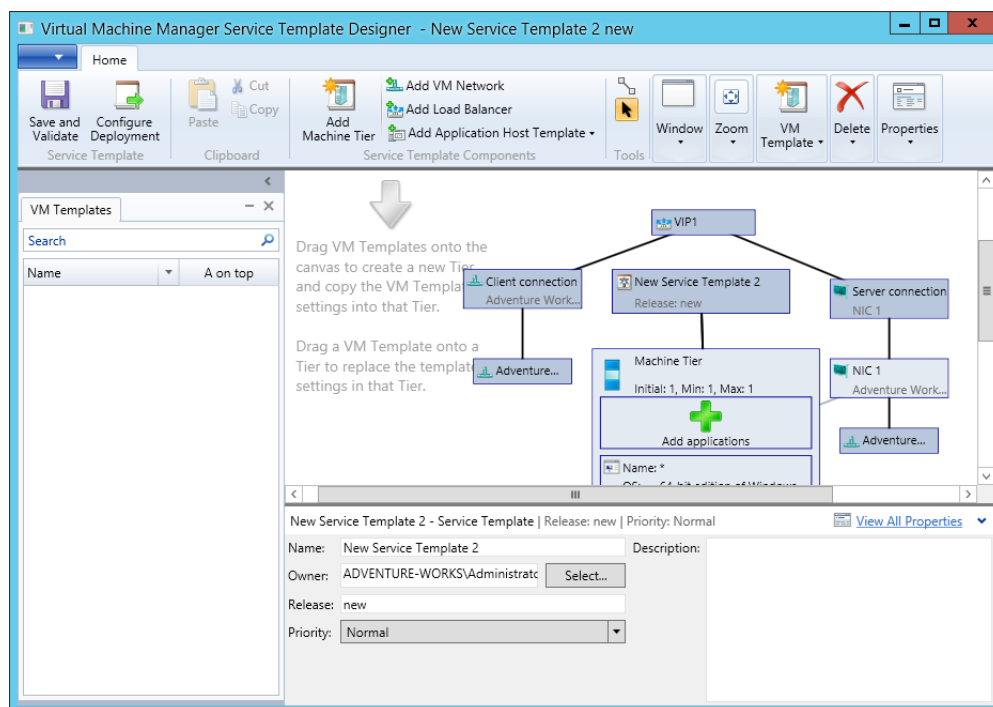 Virtual Machine Manager Service Template Designer - New Service Template 2 new
Home
Save and Validate
Configure Deployment
Service Template
Paste
Cut
Copy
Clipboard
Add Machine Tier
Add VM Network
Add Load Balancer
Add Application Host Template
Service Template Components
Tools
Window
Zoom
VM Template
Delete
Properties
VM Templates
Search
Name
A on top
Drag VM Templates onto the
canvas to create a new Tier
and copy the VM Templat
settings into that Tier.
Drag a VM Template onto a
Tier to replace the templat
settings in that Tier.
VIP1
Client connection
Adventure Work...
New Service Template 2
Release: new
Server connection
NIC 1
Adventure...
Machine Tier
Initial: 1, Min: 1, Max: 1
Add applications
Name: *
NIC 1
Adventure Work...
Adventure...
New Service Template 2 - Service Template | Release: new | Priority: Normal
View All Properties
Name: New Service Template 2
Owner: ADVENTURE-WORKS\Administrato
Select...
Release: new
Priority: Normal
Description: